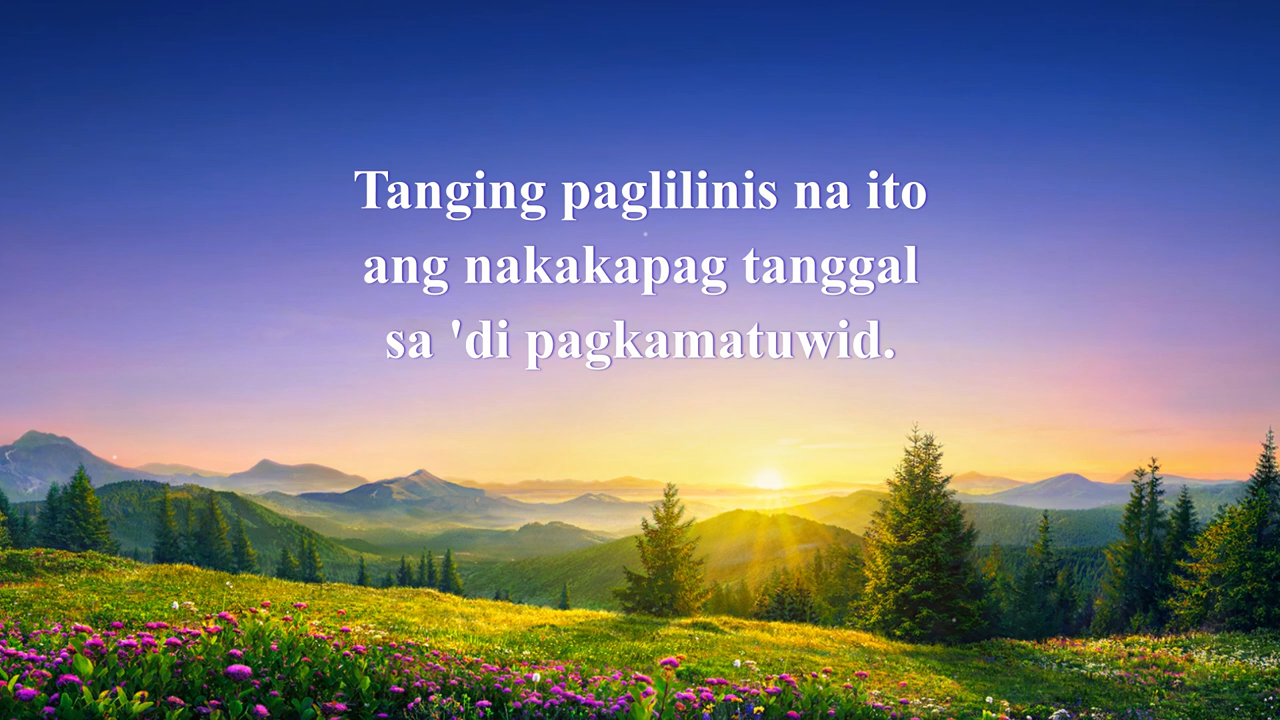 Tanging paglilinis na ito
ang nakakapag tanggal
sa 'di pagkamatuwid.